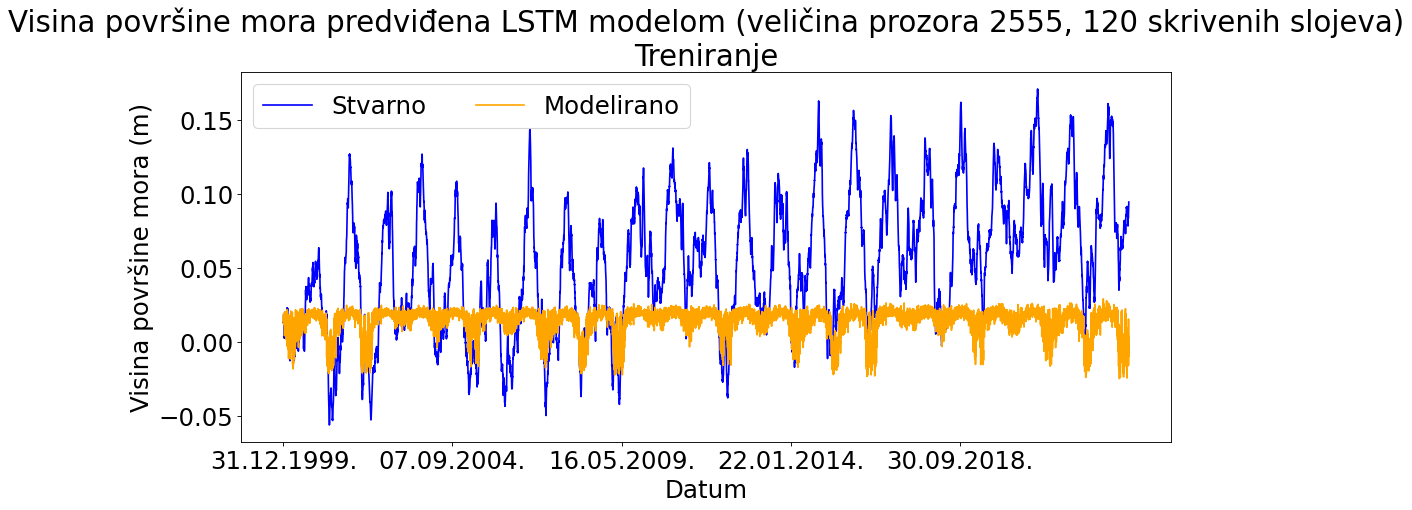 Visina površine mora predviđena LSTM modelom (veličina prozora 2555, 120 skrivenih slojeva)
Treniranje
Stvarno Modelirano
Visina površine mora (m)
0.15
0.10
0.05
0.00
−0.05
31.12.1999. 07.09.2004. 16.05.2009. 22.01.2014. 30.09.2018.
Datum